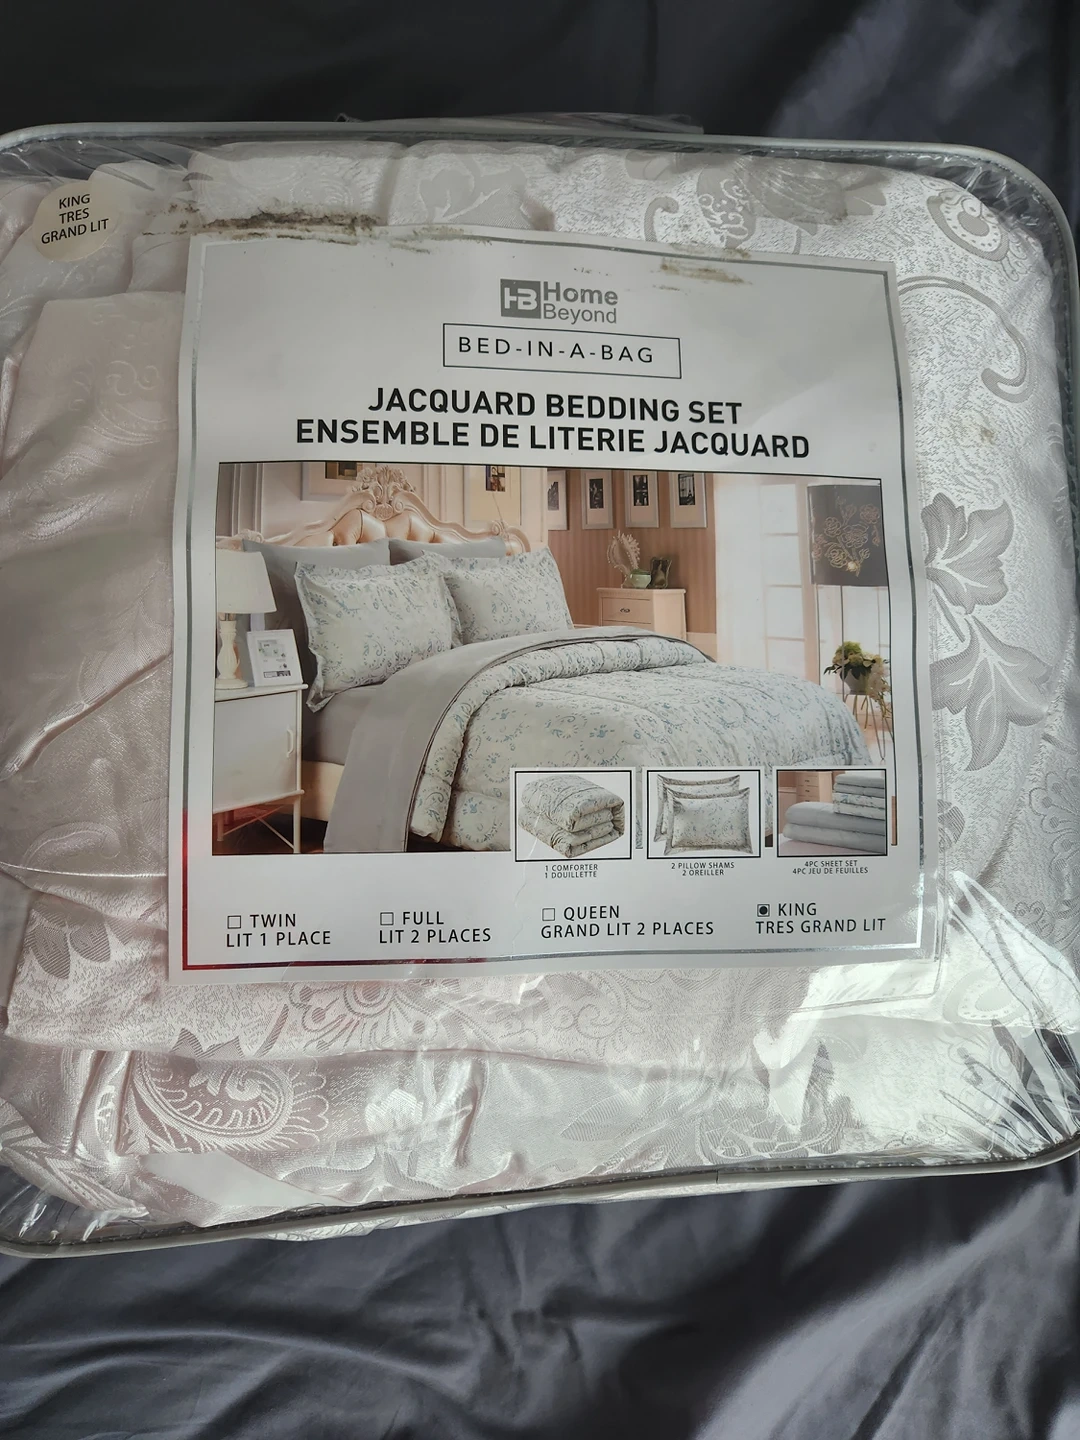 KING
TRES
GRAND LIT
HB Home
Beyond
BED-IN-A-BAG
JACQUARD BEDDING SET
ENSEMBLE DE LITERIE JACQUARD
1 COMFORTER
1 DOUILLETTE
2 PILLOW SHAMS
2 OREILLER
4PC SHEET SET
4PC JEU DE FEUILLES
TWIN
LIT 1 PLACE
FULL
LIT 2 PLACES
QUEEN
GRAND LIT 2 PLACES
KING
TRES GRAND LIT